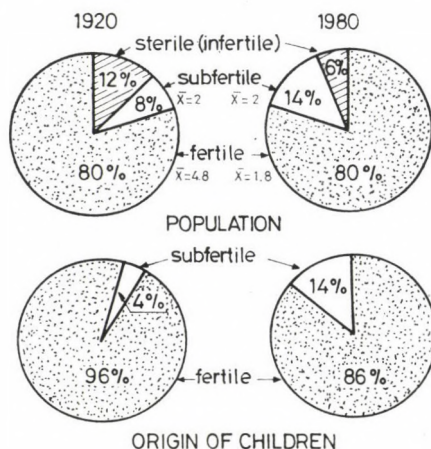 1920 1980
sterile (infertile)
12% 6%
subfertile
8% x̄=2 x̄=2 14%
fertile
80% x̄=4.8 x̄=1.8 80%
POPULATION
subfertile
4% 14%
96% fertile 86%
ORIGIN OF CHILDREN